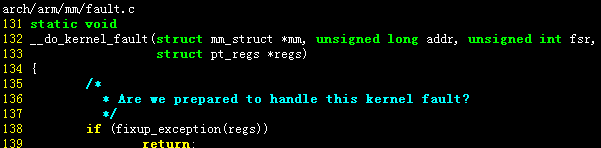 arch/arm/mm/fault.c
131 static void
132 __do_kernel_fault(struct mm_struct *mm, unsigned long addr, unsigned int fsr,
133                   struct pt_regs *regs)
134 {
135         /*
136          * Are we prepared to handle this kernel fault?
137          */
138         if (fixup_exception(regs))
139                 return;